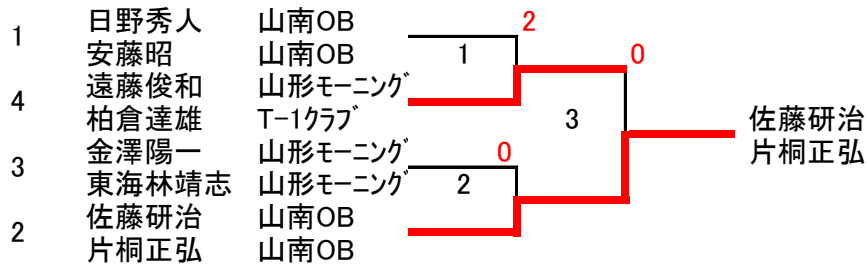 1 日野秀人 山南OB 2
安藤昭 山南OB 1 0
4 遠藤俊和 山形モーニング
柏倉達雄 T-1クラブ 3 佐藤研治
3 金澤陽一 山形モーニング 0 片桐正弘
東海林靖志 山形モーニング 2
2 佐藤研治 山南OB
片桐正弘 山南OB